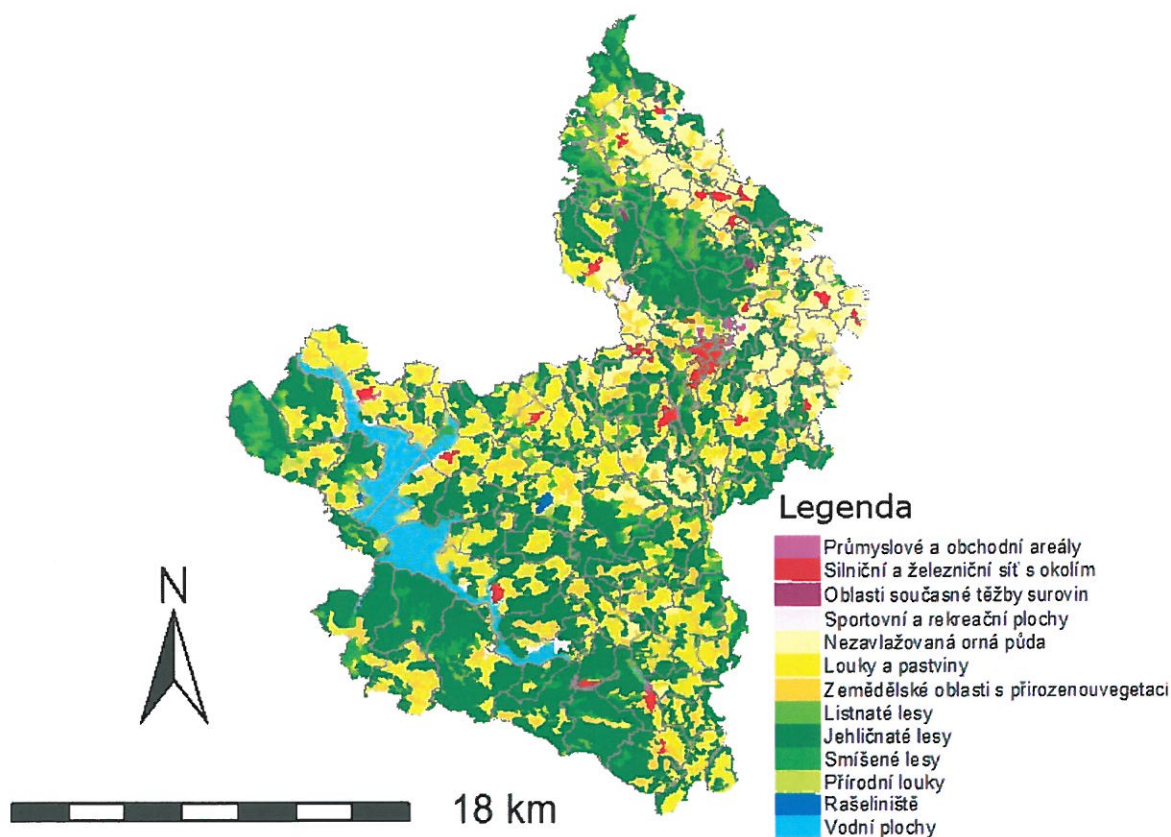 N
18 km
Legenda
Průmyslové a obchodní areály
Silniční a železniční síť s okolím
Oblasti současné těžby surovin
Sportovní a rekreační plochy
Nezavlažovaná orná půda
Louky a pastviny
Zemědělské oblasti s přirozenouvegetaci
Listnaté lesy
Jehličnaté lesy
Smíšené lesy
Přírodní louky
Rašeliniště
Vodní plochy